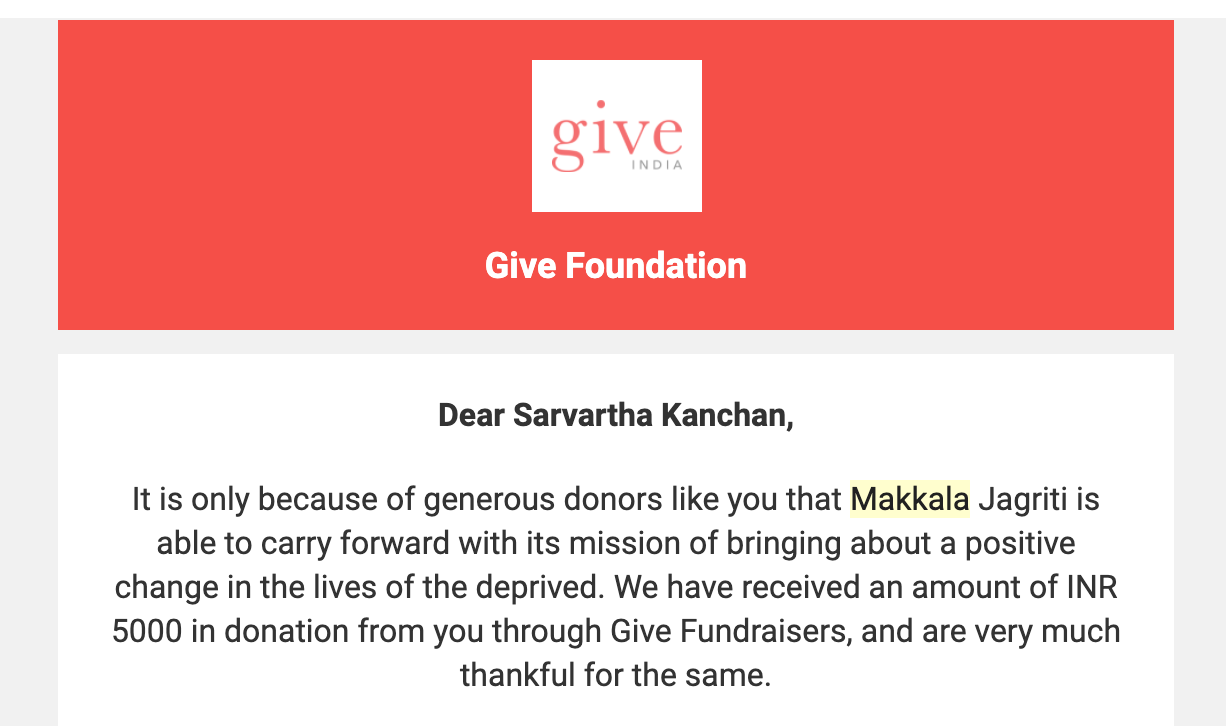 give
INDIA
Give Foundation
Dear Sarvartha Kanchan,
It is only because of generous donors like you that Makkala Jagriti is
able to carry forward with its mission of bringing about a positive
change in the lives of the deprived. We have received an amount of INR
5000 in donation from you through Give Fundraisers, and are very much
thankful for the same.